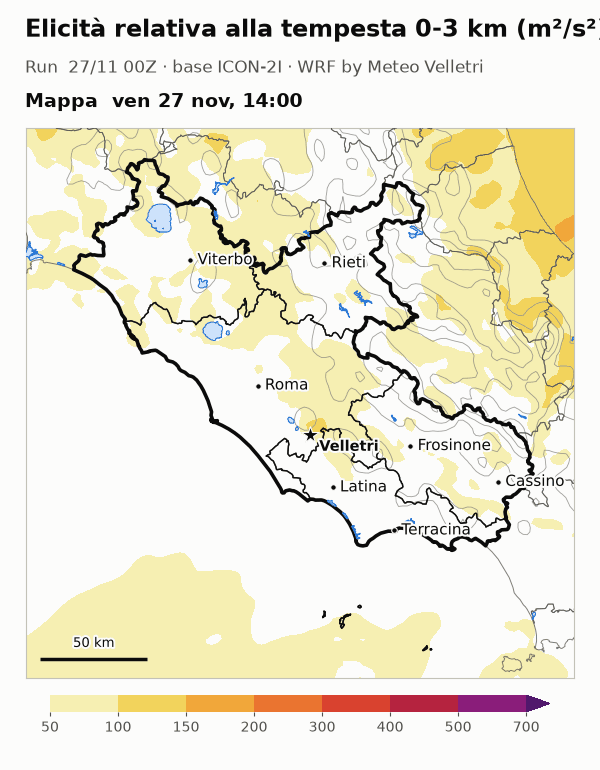 Elicità relativa alla tempesta 0-3 km (m²/s²)
Run  27/11 00Z · base ICON-2I · WRF by Meteo Velletri
Mappa  ven 27 nov, 14:00
Viterbo
Rieti
Roma
Velletri
Frosinone
Cassino
Latina
Terracina
50 km
50 100 150 200 300 400 500 700